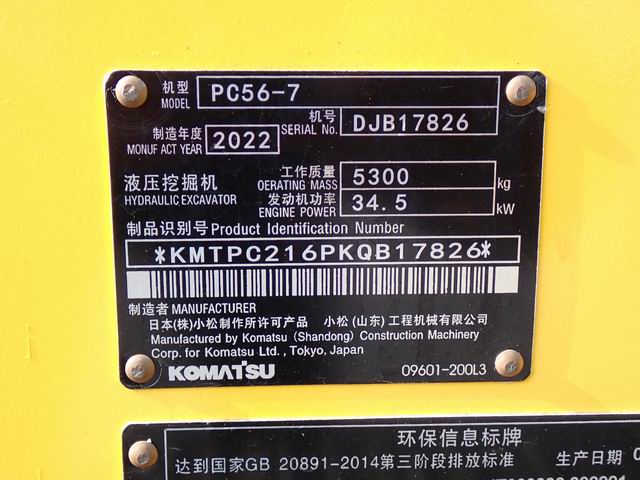 机型 PC56-7
MODEL
机号 DJB17826
SERIAL No.
制造年度 2022
MONUF ACT YEAR
工作质量 5300 kg
OERATING MASS
液压挖掘机
HYDRAULIC EXCAVATOR
发动机功率 34.5 kW
ENGINE POWER
制品识别号 Product Identification Number
*KMTPC216PKQB17826*
制造者 MANUFACTURER
日本(株)小松制作所许可产品 小松(山东)工程机械有限公司
Manufactured by Komatsu (Shandong) Construction Machinery
Corp. for Komatsu Ltd., Tokyo, Japan
KOMATSU 09601-200L3
环保信息标牌
达到国家GB 20891-2014第三阶段排放标准 生产日期